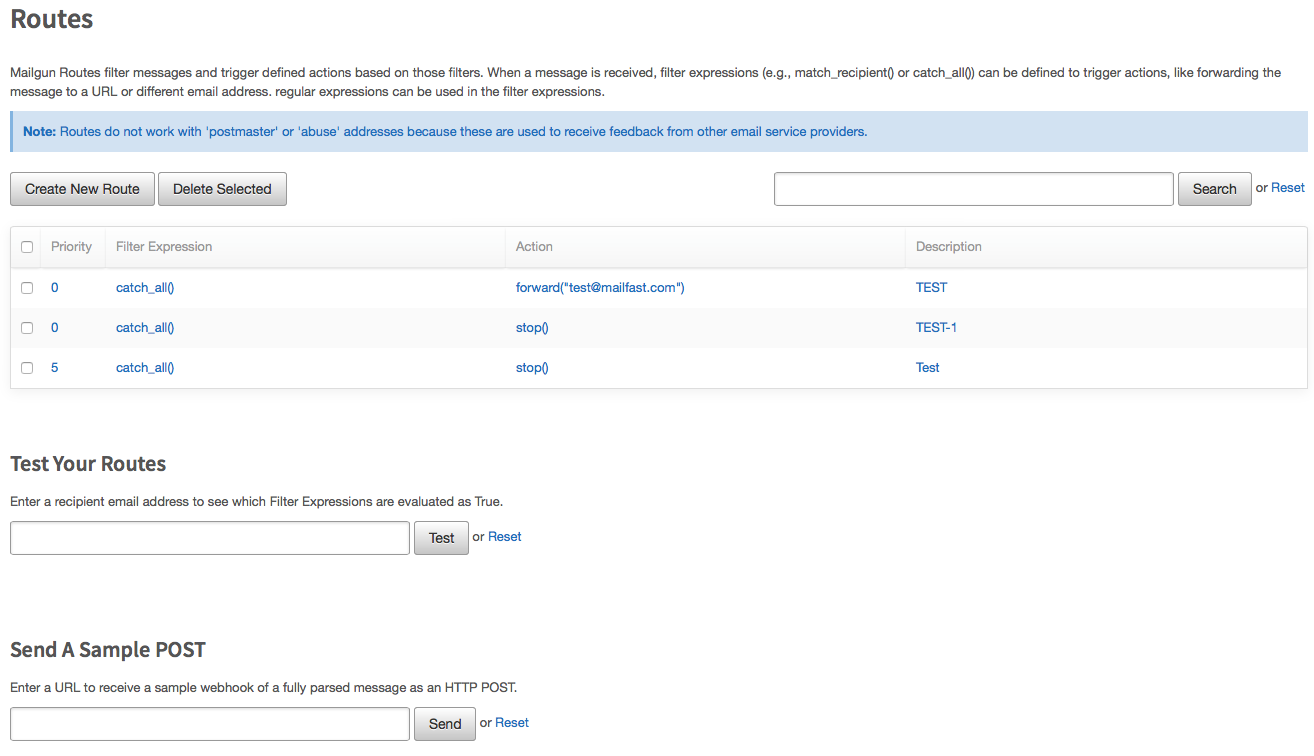 Routes
Mailgun Routes filter messages and trigger defined actions based on those filters. When a message is received, filter expressions (e.g., match_recipient() or catch_all()) can be defined to trigger actions, like forwarding the
message to a URL or different email address. regular expressions can be used in the filter expressions.
Note: Routes do not work with 'postmaster' or 'abuse' addresses because these are used to receive feedback from other email service providers.
Create New Route Delete Selected Search or Reset
Priority Filter Expression Action Description
0 catch_all() forward("test@mailfast.com") TEST
0 catch_all() stop() TEST-1
5 catch_all() stop() Test
Test Your Routes
Enter a recipient email address to see which Filter Expressions are evaluated as True.
Test or Reset
Send A Sample POST
Enter a URL to receive a sample webhook of a fully parsed message as an HTTP POST.
Send or Reset